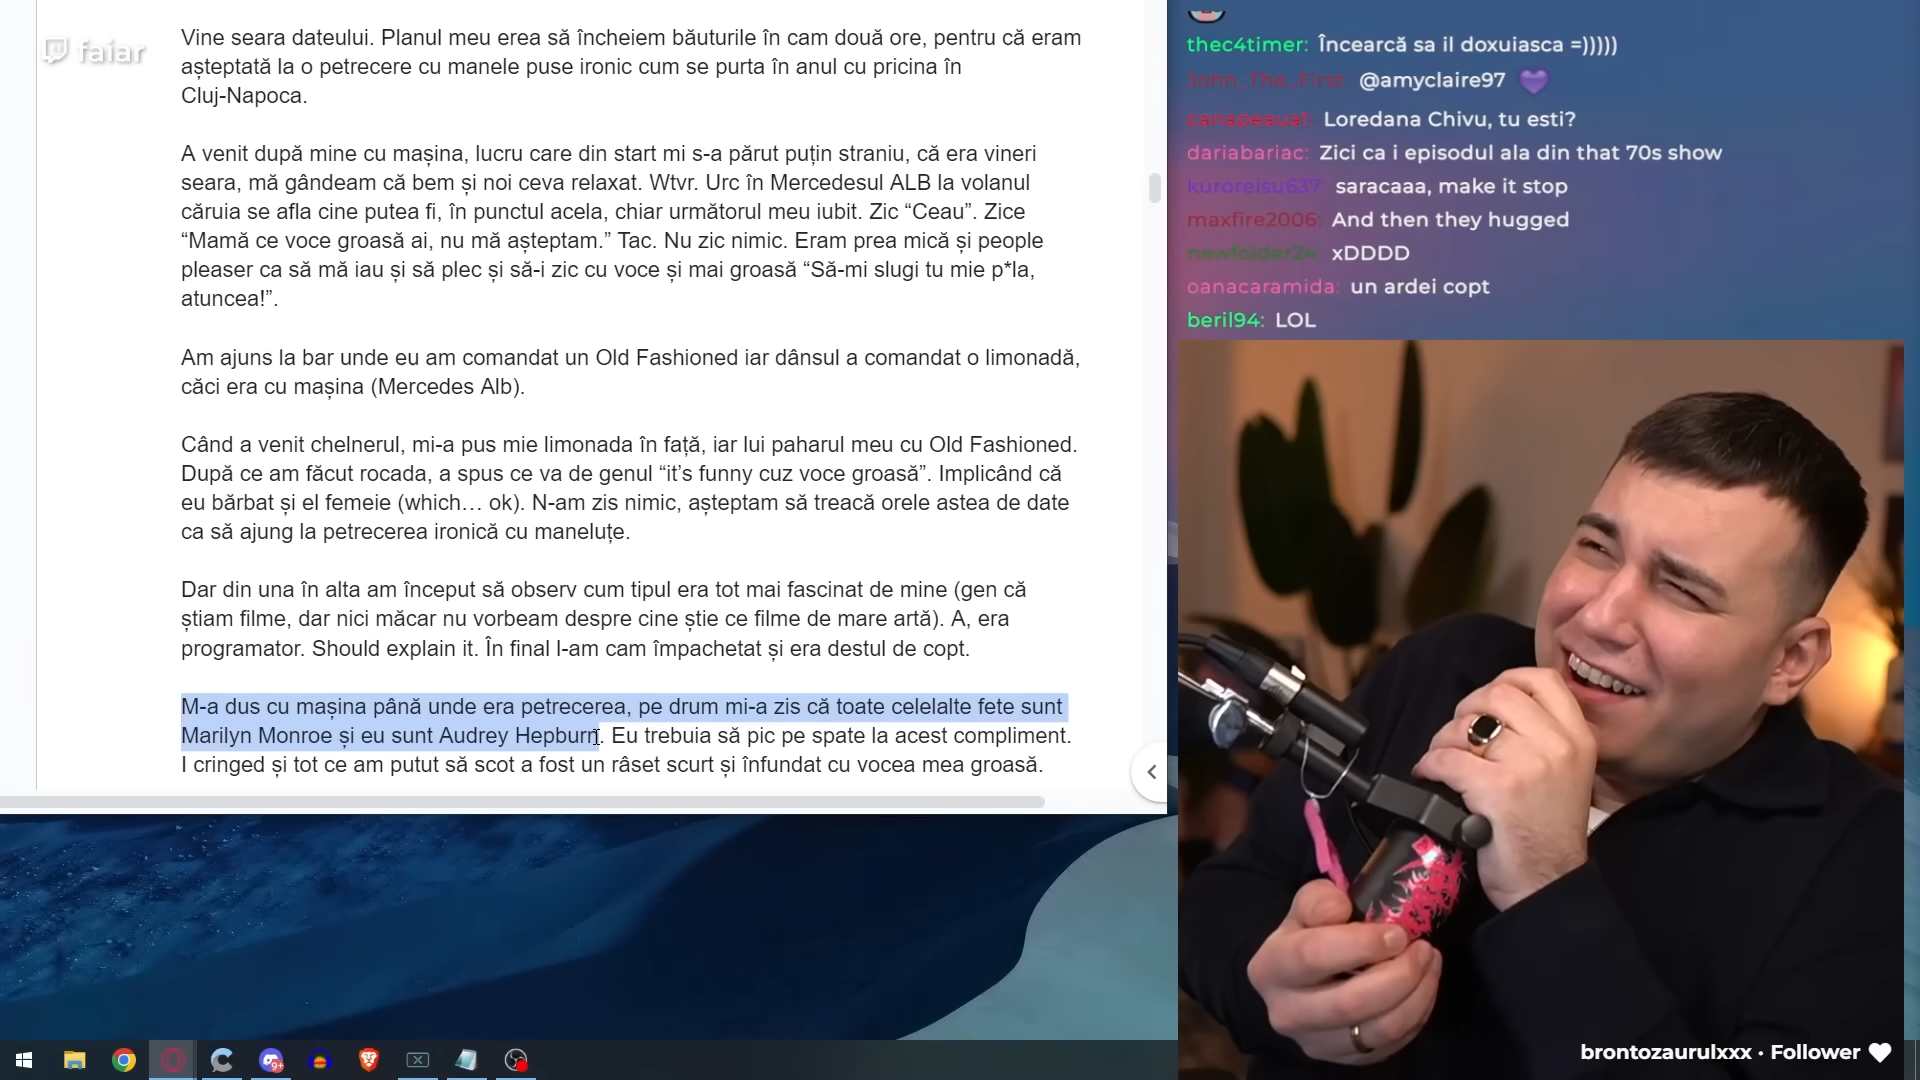 faiar
Vine seara dateului. Planul meu erea să încheiem băuturile în cam două ore, pentru că eram
așteptată la o petrecere cu manele puse ironic cum se purta în anul cu pricina în
Cluj-Napoca.
A venit după mine cu mașina, lucru care din start mi s-a părut puțin straniu, că era vineri
seara, mă gândeam că bem și noi ceva relaxat. Wtvr. Urc în Mercedesul ALB la volanul
căruia se afla cine putea fi, în punctul acela, chiar următorul meu iubit. Zic “Ceau”. Zice
“Mamă ce voce groasă ai, nu mă așteptam.” Tac. Nu zic nimic. Eram prea mică și people
pleaser ca să mă iau și să plec și să-i zic cu voce și mai groasă “Să-mi slugi tu mie p*la,
atuncea!”.
Am ajuns la bar unde eu am comandat un Old Fashioned iar dânsul a comandat o limonadă,
căci era cu mașina (Mercedes Alb).
Când a venit chelnerul, mi-a pus mie limonada în față, iar lui paharul meu cu Old Fashioned.
După ce am făcut rocada, a spus ce va de genul “it’s funny cuz voce groasă”. Implicând că
eu bărbat și el femeie (which… ok). N-am zis nimic, așteptam să treacă orele astea de date
ca să ajung la petrecerea ironică cu maneluțe.
Dar din una în alta am început să observ cum tipul era tot mai fascinat de mine (gen că
știam filme, dar nici măcar nu vorbeam despre cine știe ce filme de mare artă). A, era
programator. Should explain it. În final l-am cam împachetat și era destul de copt.
M-a dus cu mașina până unde era petrecerea, pe drum mi-a zis că toate celelalte fete sunt
Marilyn Monroe și eu sunt Audrey Hepburn. Eu trebuia să pic pe spate la acest compliment.
I cringed și tot ce am putut să scot a fost un râset scurt și înfundat cu vocea mea groasă.
thec4timer: Încearcă sa il doxuiasca =)))))
John_The_First: @amyclaire97
canapeaua1: Loredana Chivu, tu esti?
dariabariac: Zici ca i episodul ala din that 70s show
kuroreisu637: saracaaa, make it stop
maxfire2006: And then they hugged
newfolder24: xDDDD
oanacaramida: un ardei copt
beril94: LOL
9+
brontozaurulxxx · Follower